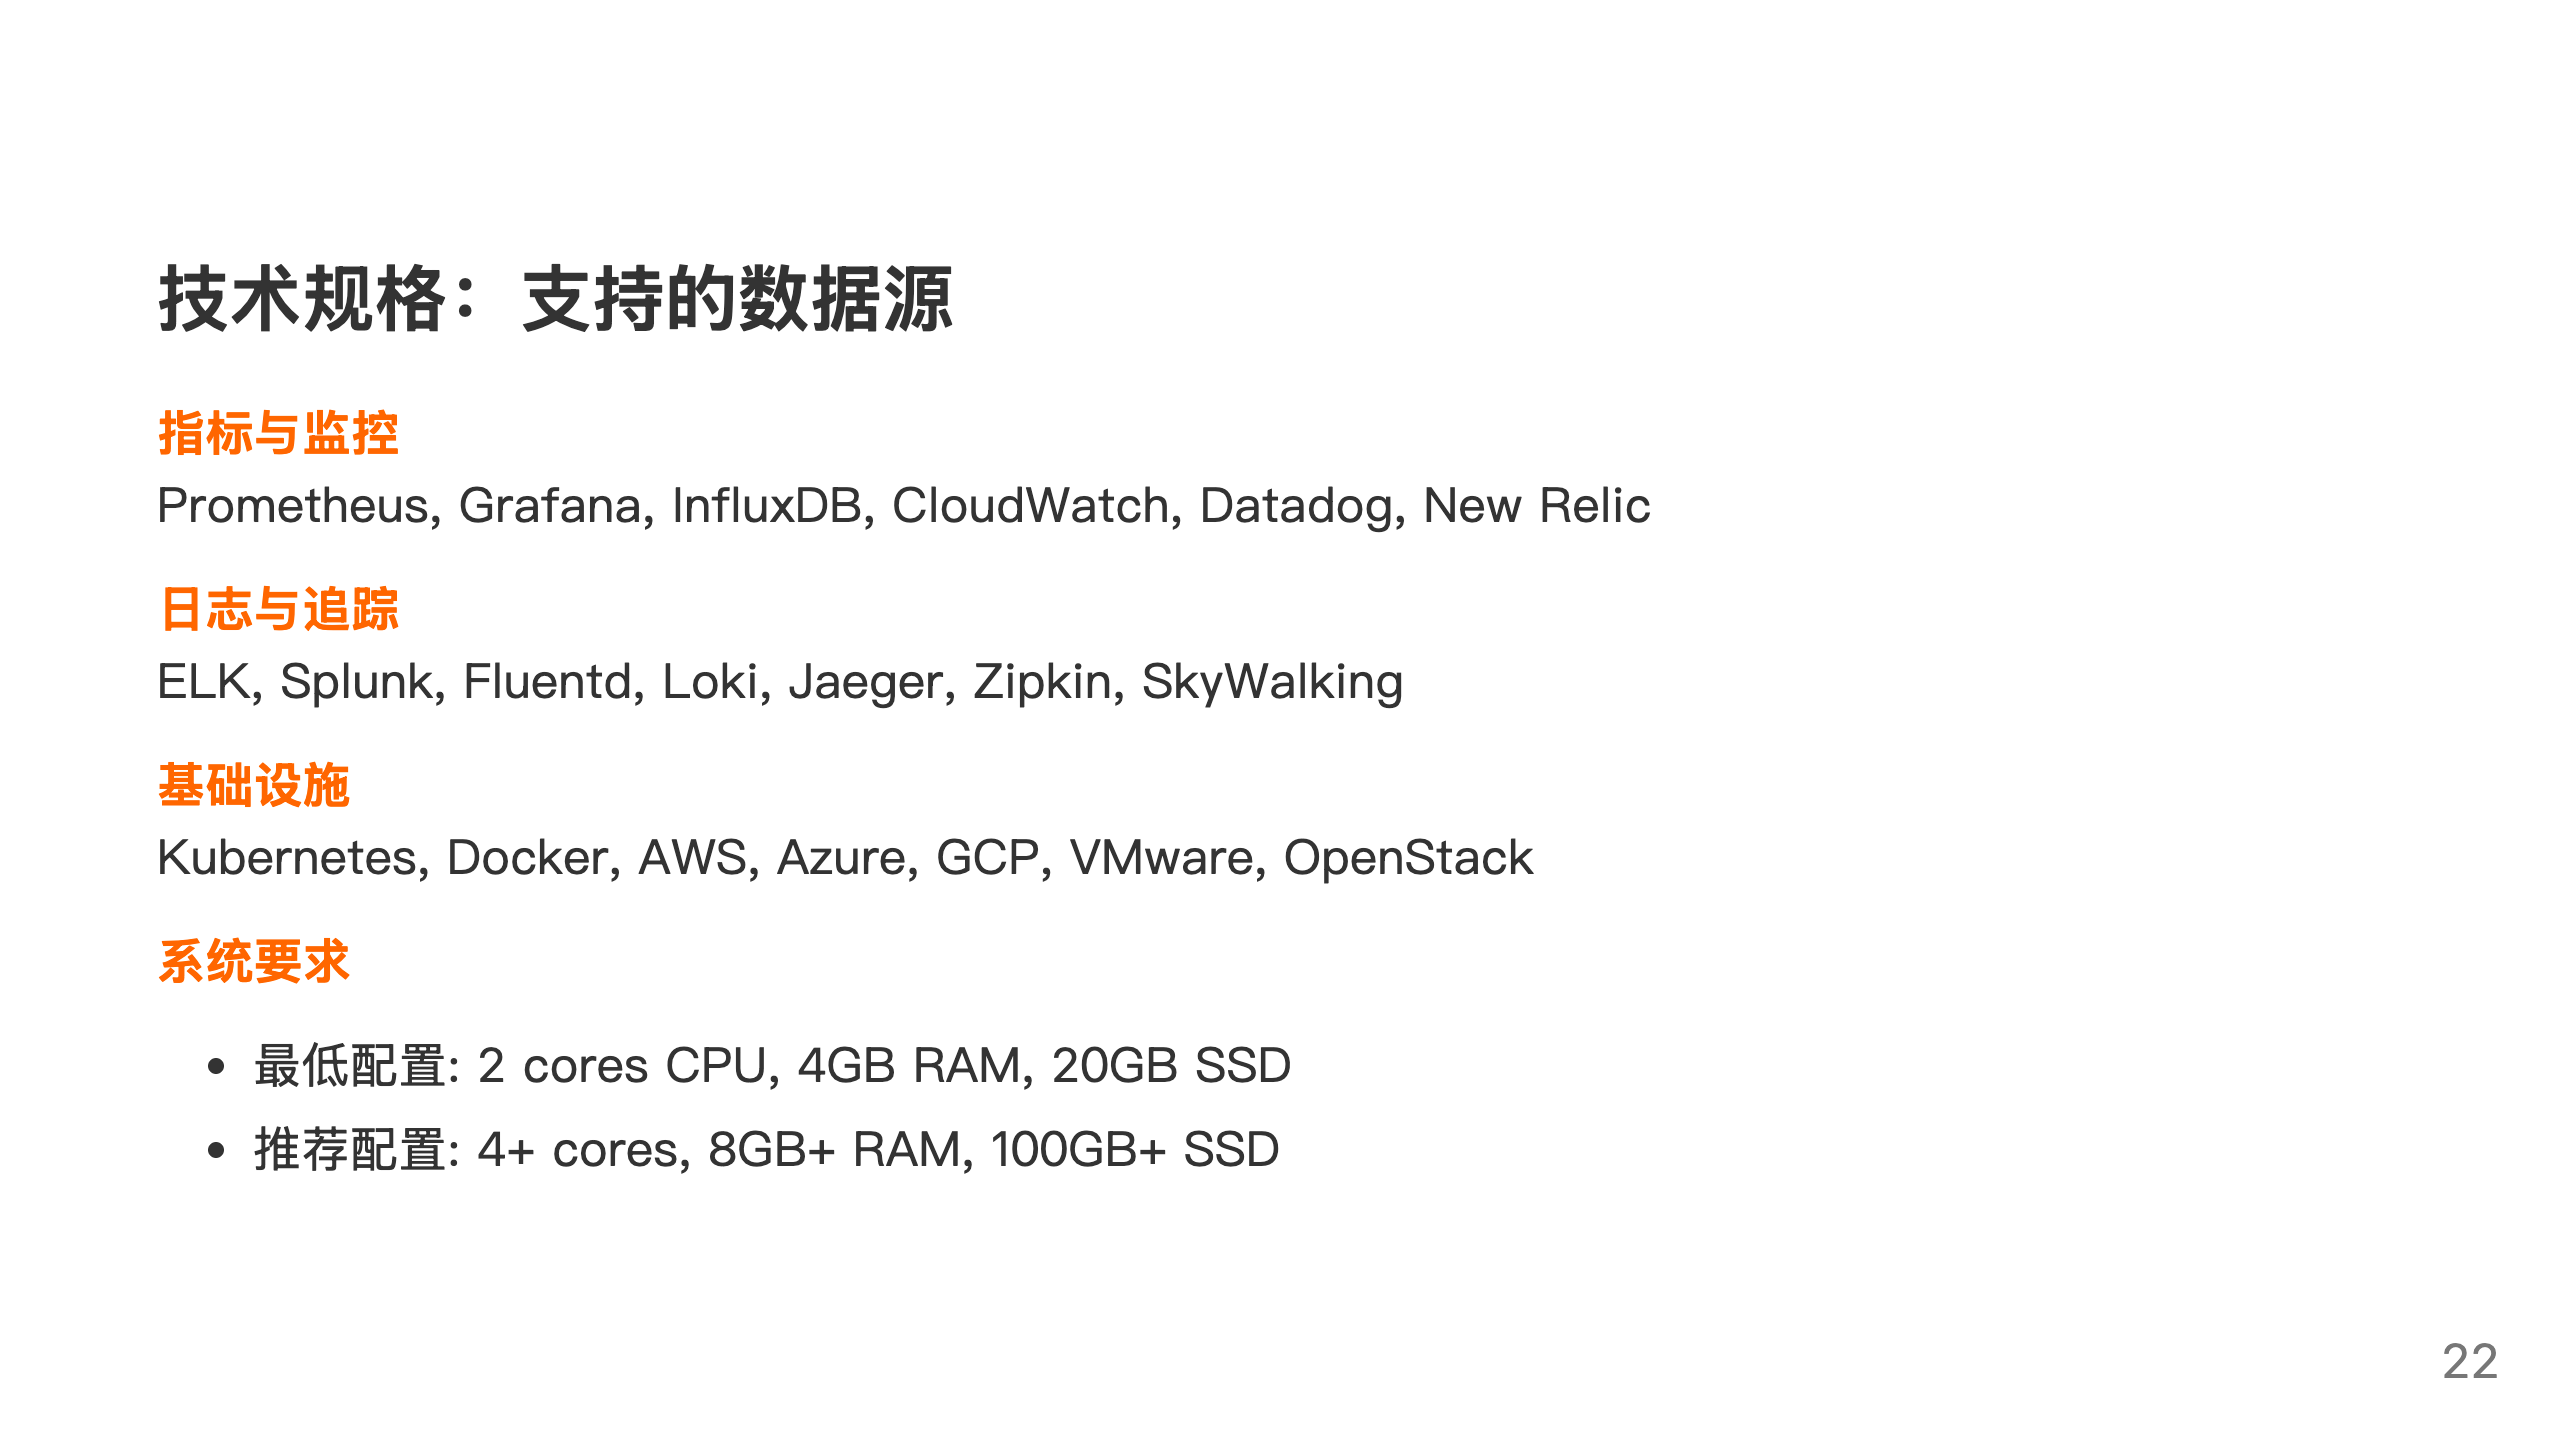 技术规格：支持的数据源
指标与监控
Prometheus, Grafana, InfluxDB, CloudWatch, Datadog, New Relic
日志与追踪
ELK, Splunk, Fluentd, Loki, Jaeger, Zipkin, SkyWalking
基础设施
Kubernetes, Docker, AWS, Azure, GCP, VMware, OpenStack
系统要求
• 最低配置: 2 cores CPU, 4GB RAM, 20GB SSD
• 推荐配置: 4+ cores, 8GB+ RAM, 100GB+ SSD
22